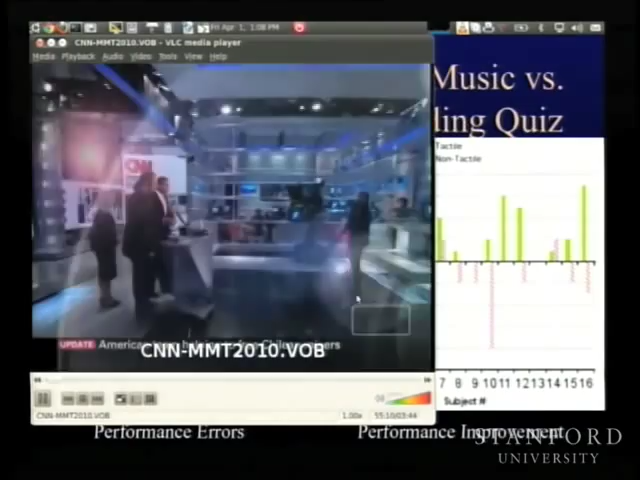 Fri Apr 1, 1:08 PM
CNN-MMT2010.VOB - VLC media player
Media Playback Audio Video Tools View Help
Music vs.
ling Quiz
Tactile
Non-Tactile
CNN
UPDATE
CNN-MMT2010.VOB
7 8 9 10 11 12 13 14 15 16
Subject #
CNN-MMT2010.VOB
1.00x
Performance Errors
Performance Improvement
STANFORD
UNIVERSITY